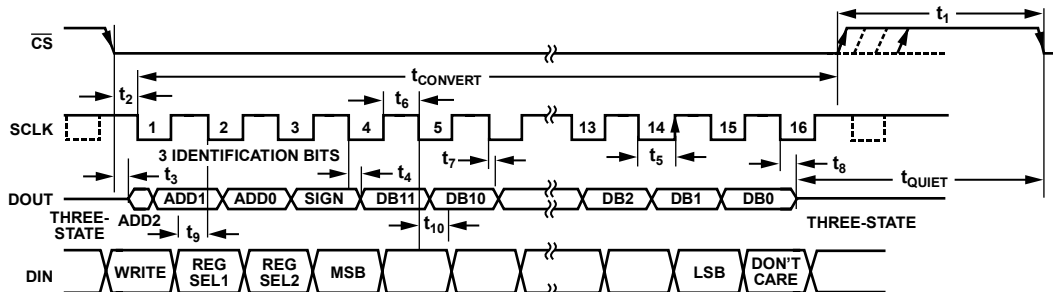 t1
CS
tCONVERT
t2
t6
SCLK
1 2 3 4 5 13 14 15 16
3 IDENTIFICATION BITS
t7
t5
t8
t3
t4
tQUIET
DOUT
ADD1 ADD0 SIGN DB11 DB10 DB2 DB1 DB0
THREE-
STATE
ADD2
THREE-STATE
t9
t10
DIN
WRITE
REG
SEL1
REG
SEL2
MSB
LSB
DON'T
CARE